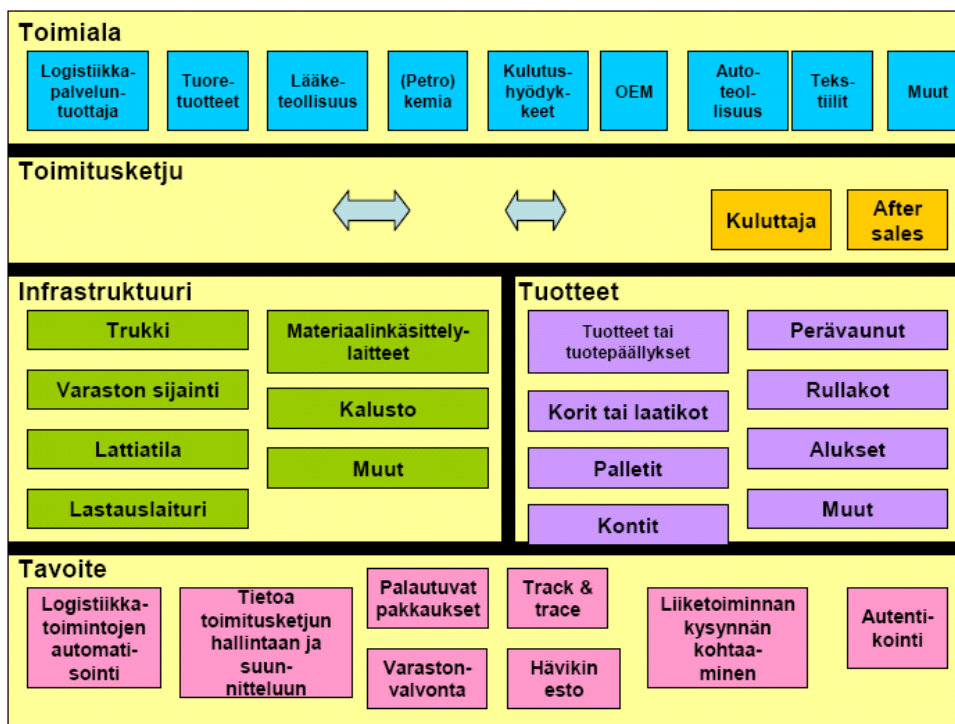 Toimiala
Logistiikka-
palvelun-
tuottaja
Tuore-
tuotteet
Lääke-
teollisuus
(Petro)
kemia
Kulutus-
hyödyk-
keet
OEM
Auto-
teol-
lisuus
Teks-
tiilit
Muut
Toimitusketju
Kuluttaja
After
sales
Infrastruktuuri
Trukki
Varaston sijainti
Lattiatila
Lastauslaituri
Materiaalinkäsittely-
laitteet
Kalusto
Muut
Tuotteet
Tuotteet tai
tuotepäällykset
Korit tai laatikot
Palletit
Kontit
Perävaunut
Rullakot
Alukset
Muut
Tavoite
Logistiikka-
toimintojen
automati-
sointi
Tietoa
toimitusketjun
hallintaan ja
suun-
nitteluun
Palautuvat
pakkaukset
Varaston-
valvonta
Track &
trace
Hävikin
esto
Liiketoiminnan
kysynnän
kohtaa-
minen
Autenti-
kointi